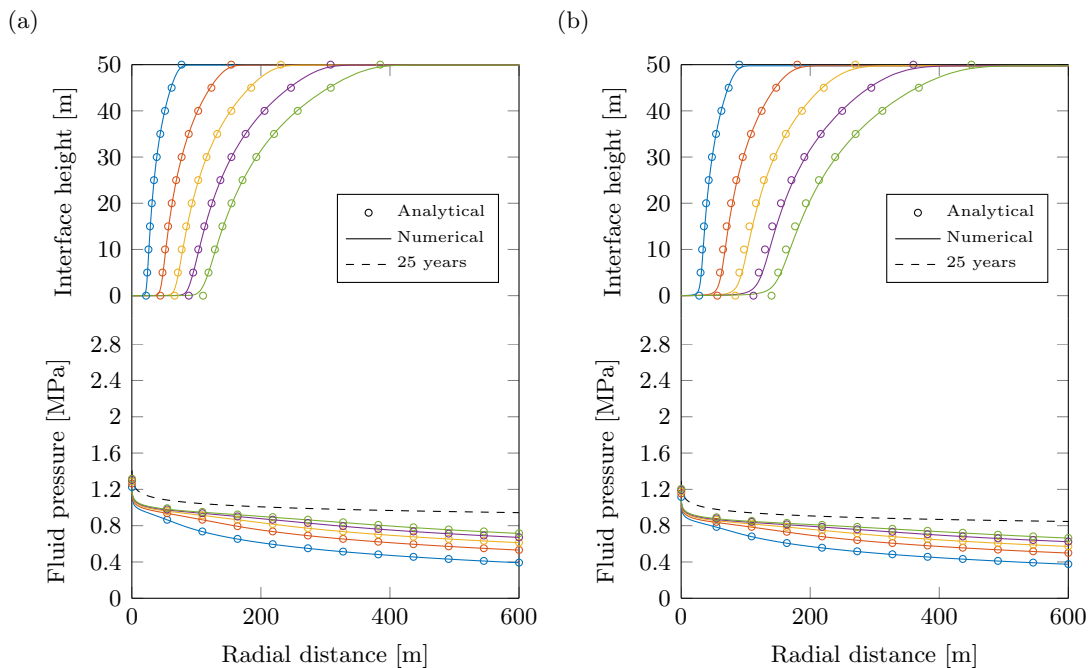 (a)
50
40
30
20
10
0
Interface height [m]
Analytical
Numerical
25 years
2.8
2.4
2
1.6
1.2
0.8
0.4
0
Fluid pressure [MPa]
0 200 400 600
Radial distance [m]
(b)
50
40
30
20
10
0
Interface height [m]
Analytical
Numerical
25 years
2.8
2.4
2
1.6
1.2
0.8
0.4
0
Fluid pressure [MPa]
0 200 400 600
Radial distance [m]